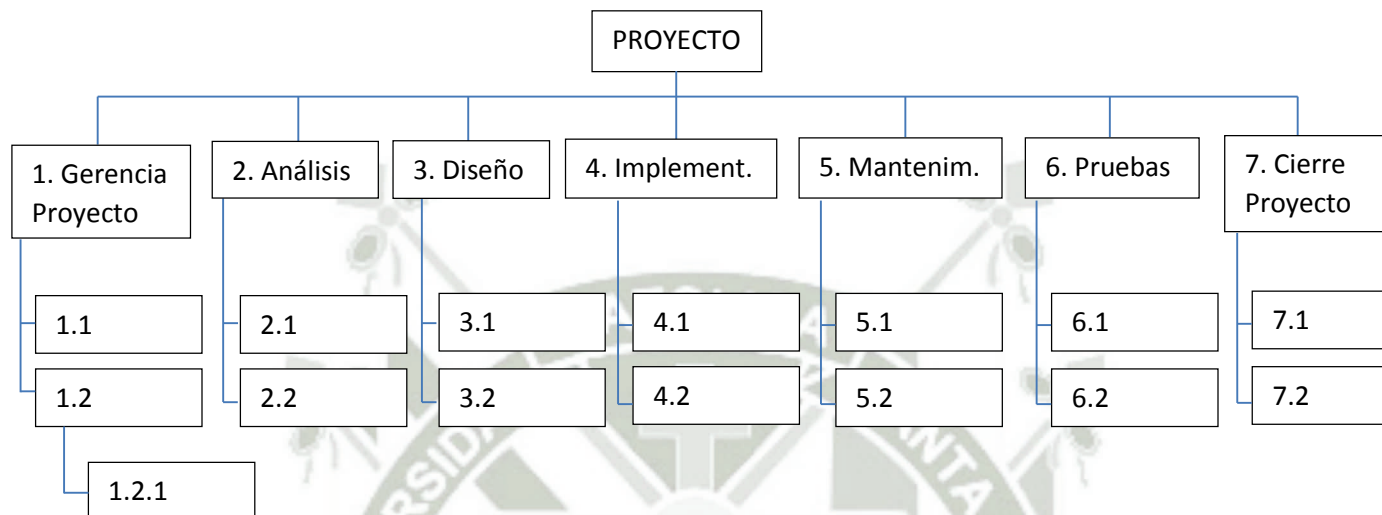 PROYECTO
1. Gerencia
Proyecto
2. Análisis
3. Diseño
4. Implement.
5. Mantenim.
6. Pruebas
7. Cierre
Proyecto
1.1
2.1
3.1
4.1
5.1
6.1
7.1
1.2
2.2
3.2
4.2
5.2
6.2
7.2
1.2.1